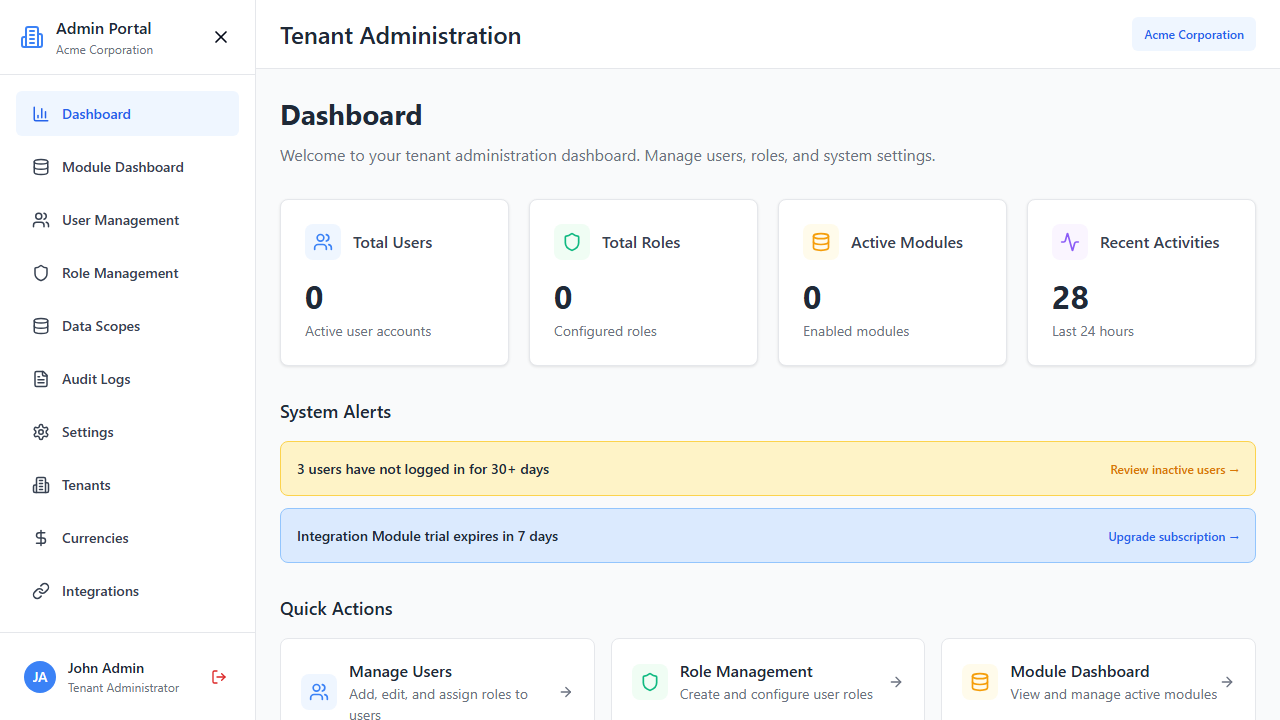 Admin Portal
Acme Corporation
Dashboard
Module Dashboard
User Management
Role Management
Data Scopes
Audit Logs
Settings
Tenants
Currencies
Integrations
JA
John Admin
Tenant Administrator
Tenant Administration
Acme Corporation
Dashboard
Welcome to your tenant administration dashboard. Manage users, roles, and system settings.
Total Users
0
Active user accounts
Total Roles
0
Configured roles
Active Modules
0
Enabled modules
Recent Activities
28
Last 24 hours
System Alerts
3 users have not logged in for 30+ days
Review inactive users →
Integration Module trial expires in 7 days
Upgrade subscription →
Quick Actions
Manage Users
Add, edit, and assign roles to
users
Role Management
Create and configure user roles
Module Dashboard
View and manage active modules